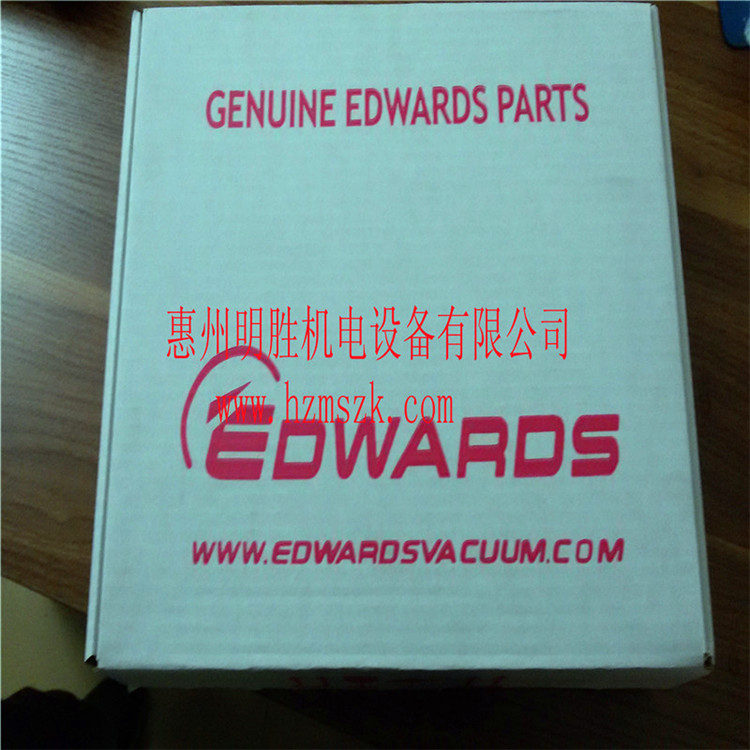 GENUINE EDWARDS PARTS
惠州明胜机电设备有限公司
www.hzmszk.com
EDWARDS
WWW.EDWARDSVACUUM.COM